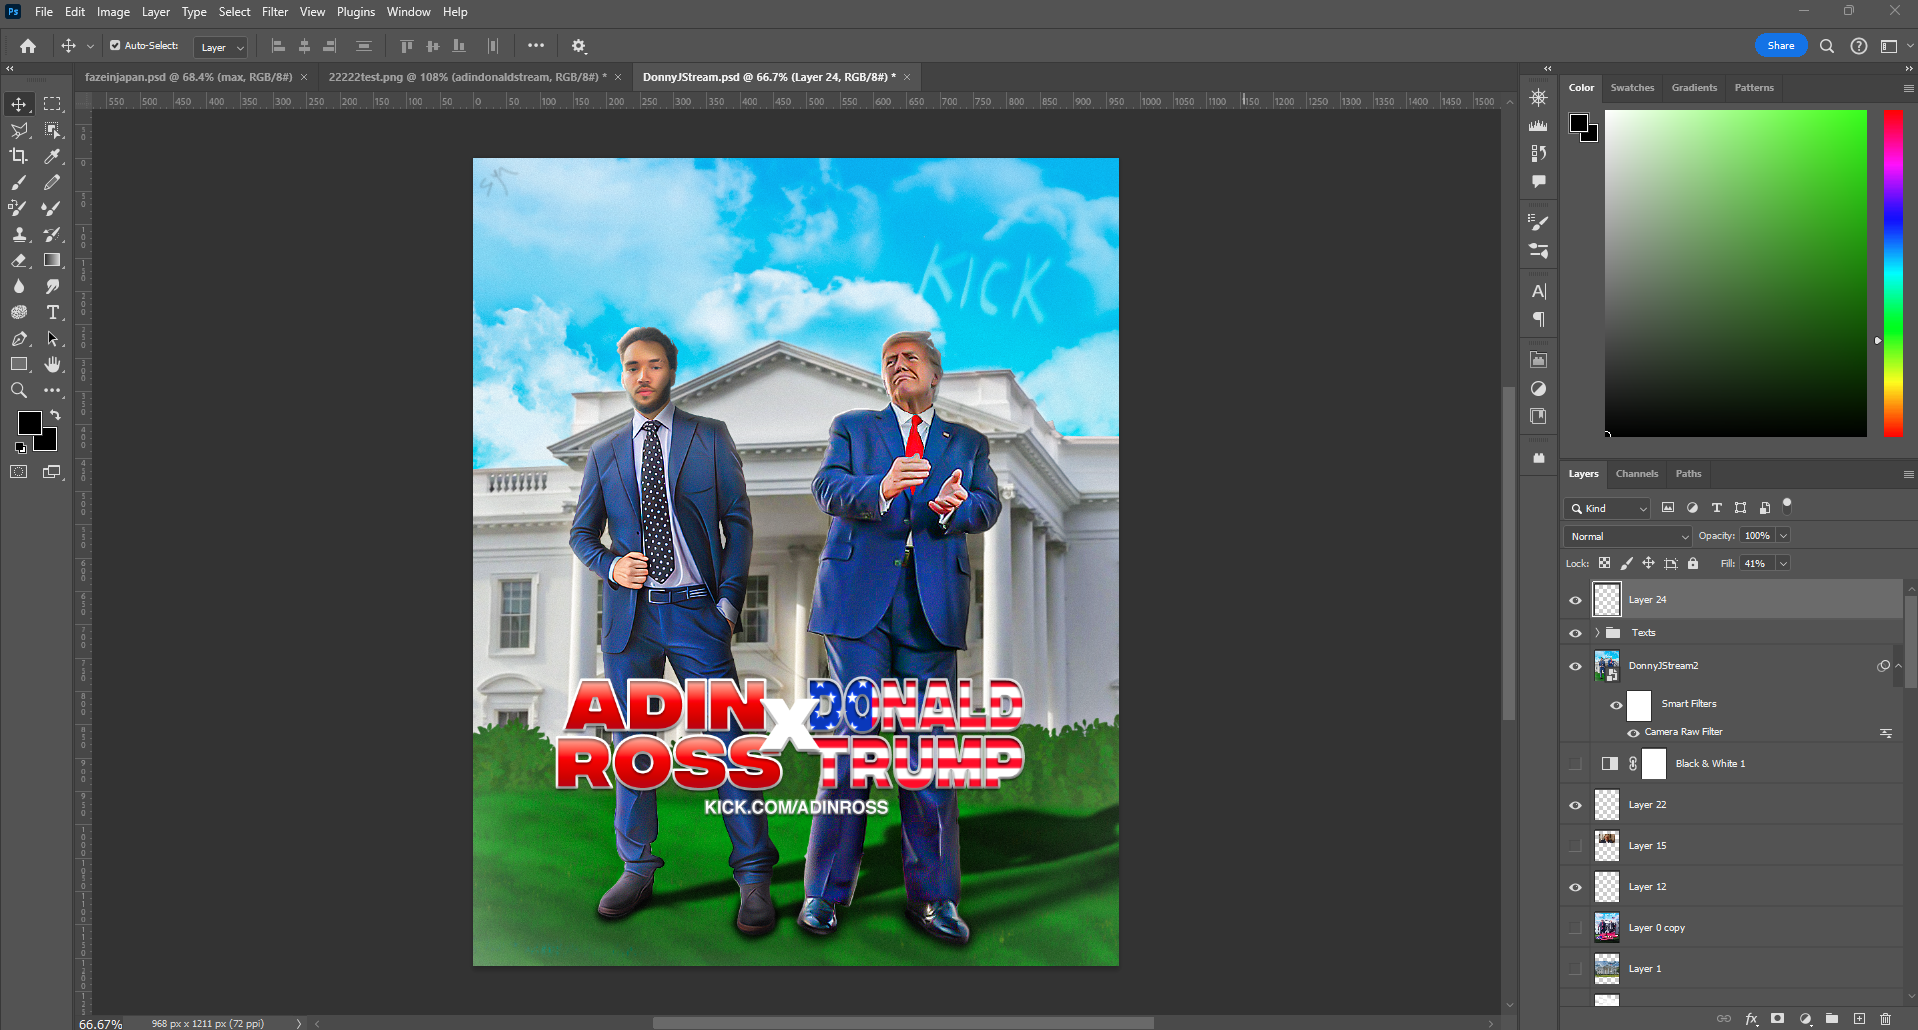 Ps File Edit Image Layer Type Select Filter View Plugins Window Help
Auto-Select: Layer Share
fazeinjapan.psd @ 68.4% (max, RGB/8#) × 22222test.png @ 108% (adindonaldstream, RGB/8#) * × DonnyJStream.psd @ 66.7% (Layer 24, RGB/8#) * ×
550 500 450 400 350 300 250 200 150 100 50 0 50 100 150 200 250 300 350 400 450 500 550 600 650 700 750 800 850 900 950 1000 1050 1100 1150 1200 1250 1300 1350 1400 1450 1500
KICK
ADIN X DONALD
ROSS TRUMP
KICK.COM/ADINROSS
Color Swatches Gradients Patterns
Layers Channels Paths
Kind
Normal Opacity: 100%
Lock: Fill: 41%
Layer 24
Texts
DonnyJStream2
Smart Filters
Camera Raw Filter
Black & White 1
Layer 22
Layer 15
Layer 12
Layer 0 copy
Layer 1
fx
66.67% 968 px x 1211 px (72 ppi)